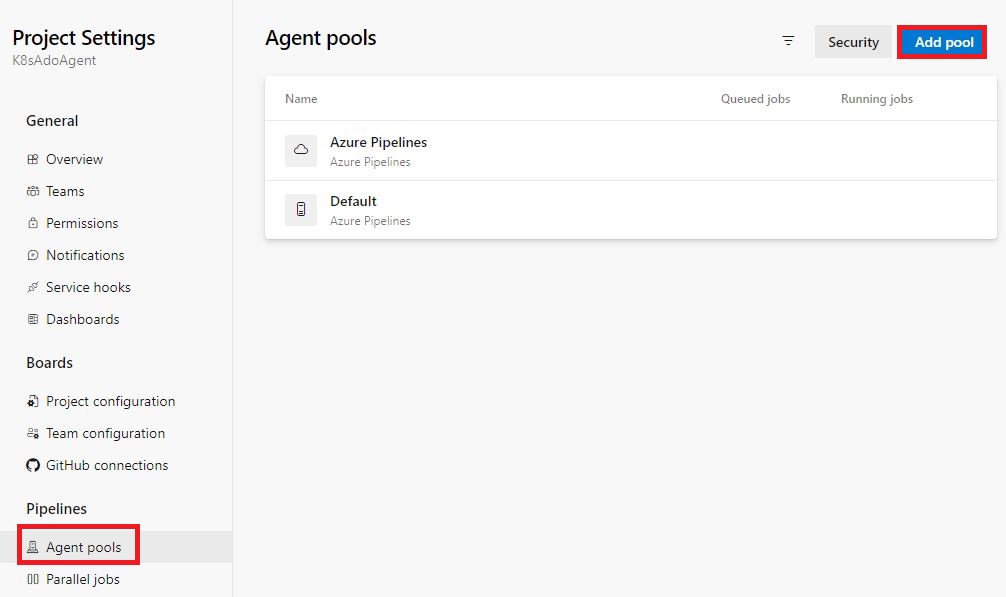 Project Settings
K8sAdoAgent
General
Overview
Teams
Permissions
Notifications
Service hooks
Dashboards
Boards
Project configuration
Team configuration
GitHub connections
Pipelines
Agent pools
Parallel jobs
Agent pools
Security
Add pool
Name
Queued jobs
Running jobs
Azure Pipelines
Azure Pipelines
Default
Azure Pipelines